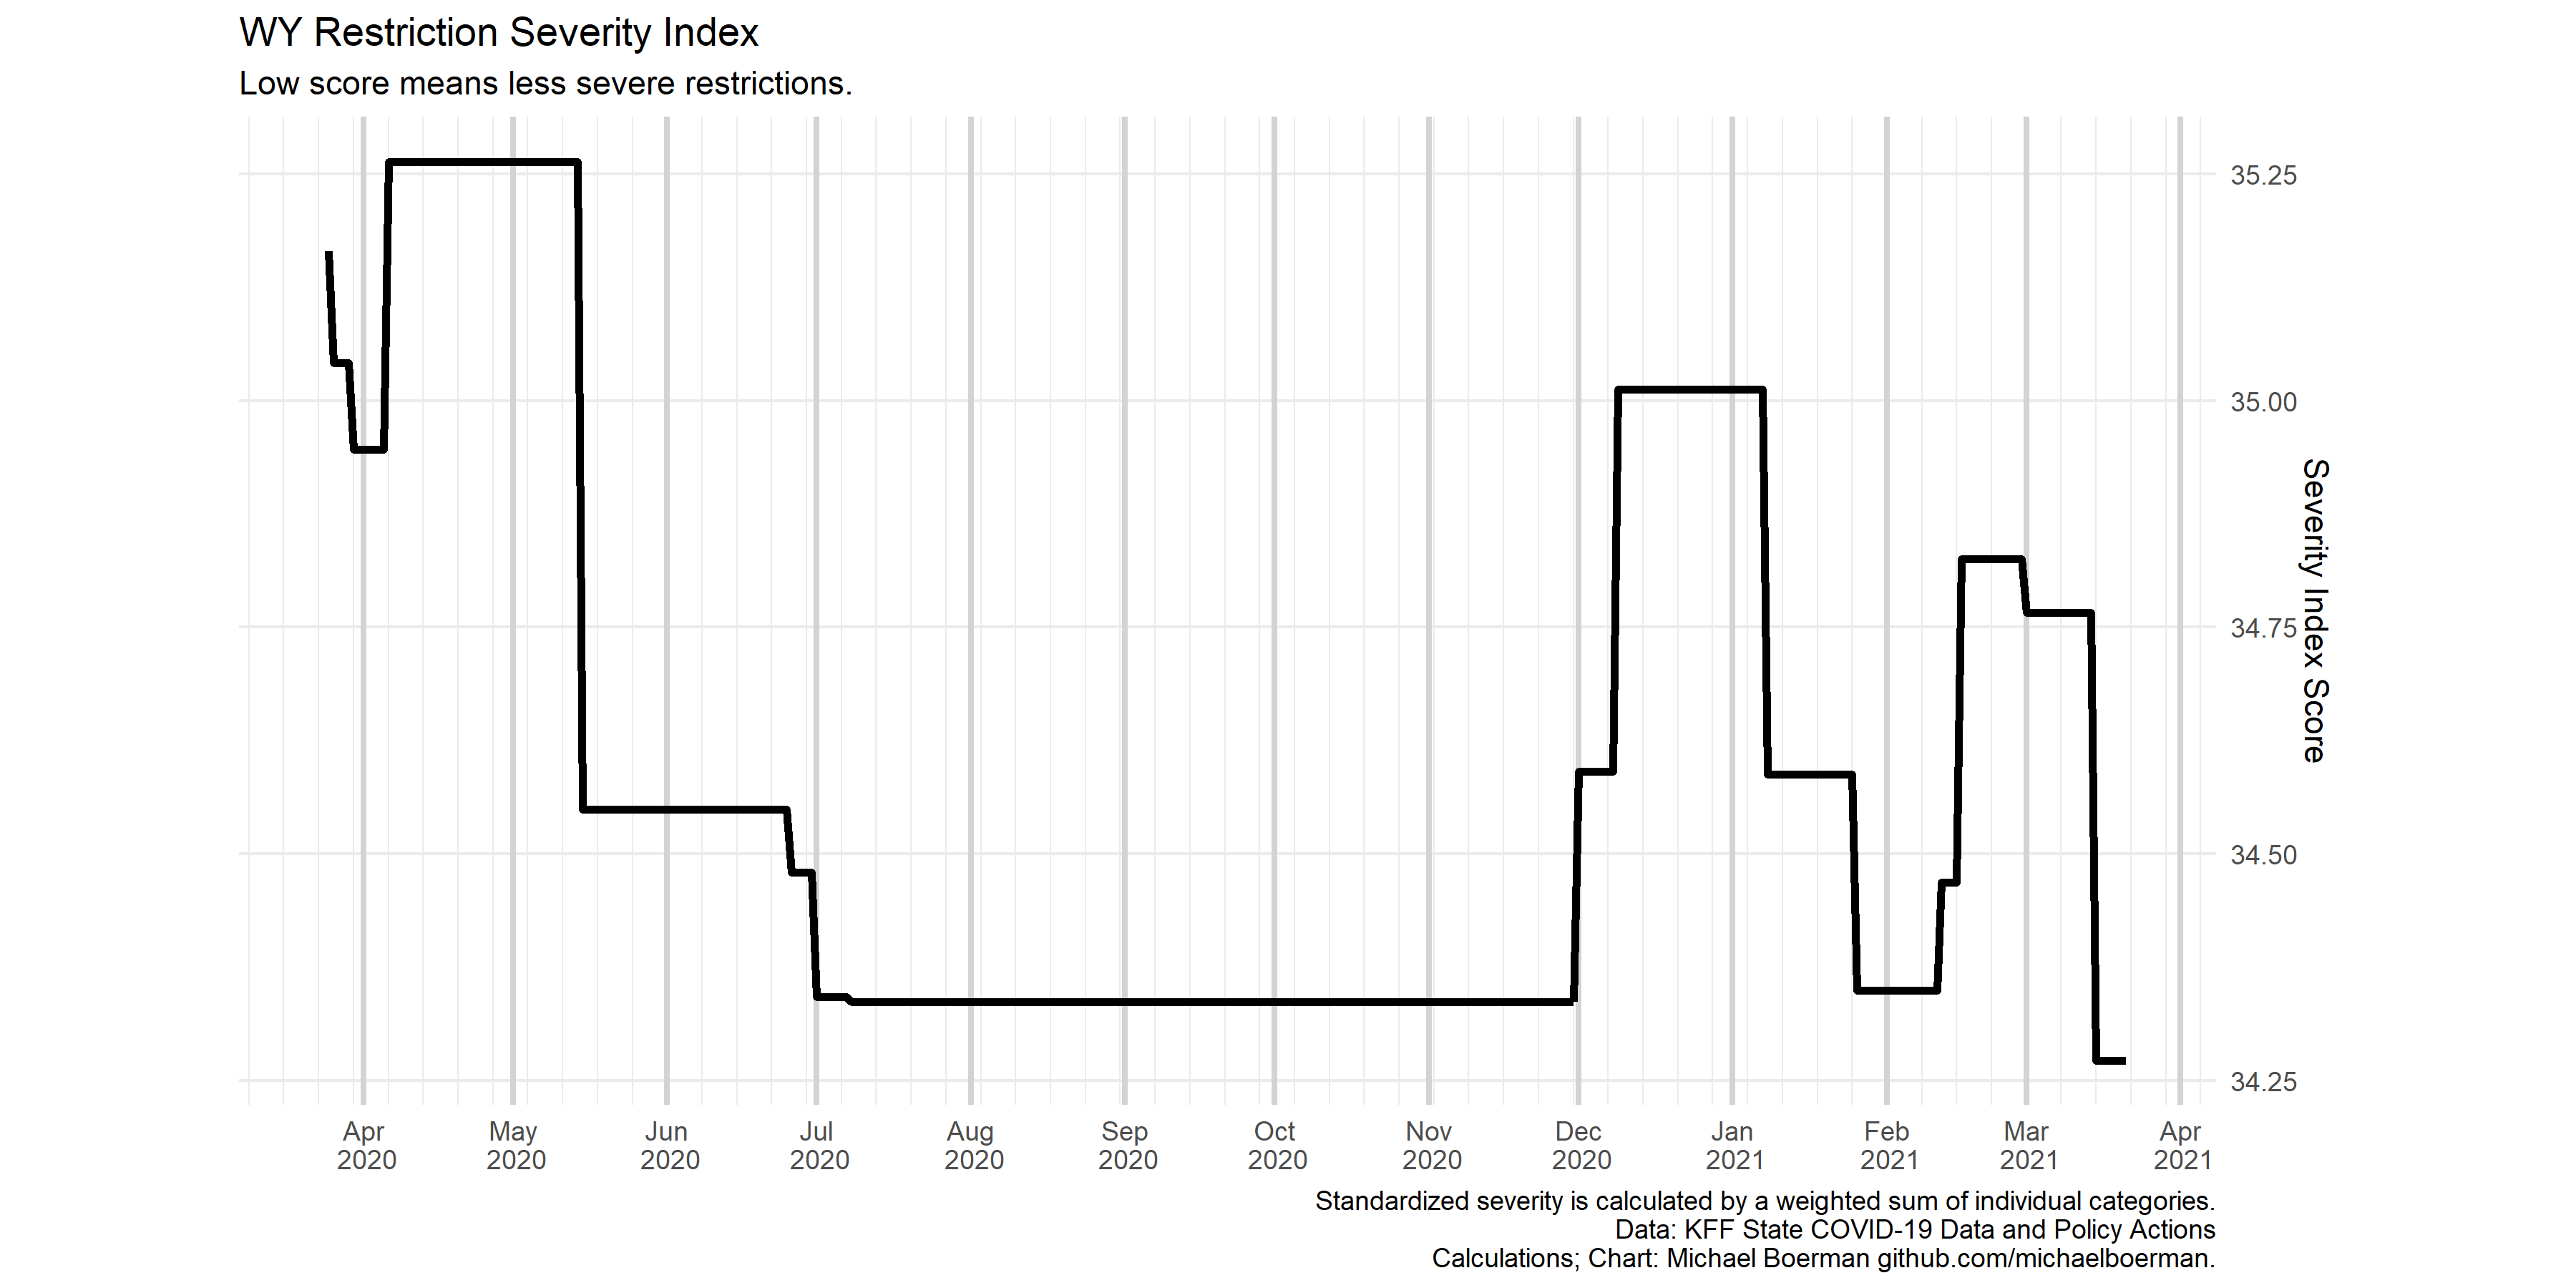 WY Restriction Severity Index
Low score means less severe restrictions.
35.25
35.00
34.75
34.50
34.25
Severity Index Score
Apr May Jun Jul Aug Sep Oct Nov Dec Jan Feb Mar Apr
2020 2020 2020 2020 2020 2020 2020 2020 2020 2021 2021 2021 2021
Standardized severity is calculated by a weighted sum of individual categories.
Data: KFF State COVID-19 Data and Policy Actions
Calculations; Chart: Michael Boerman github.com/michaelboerman.